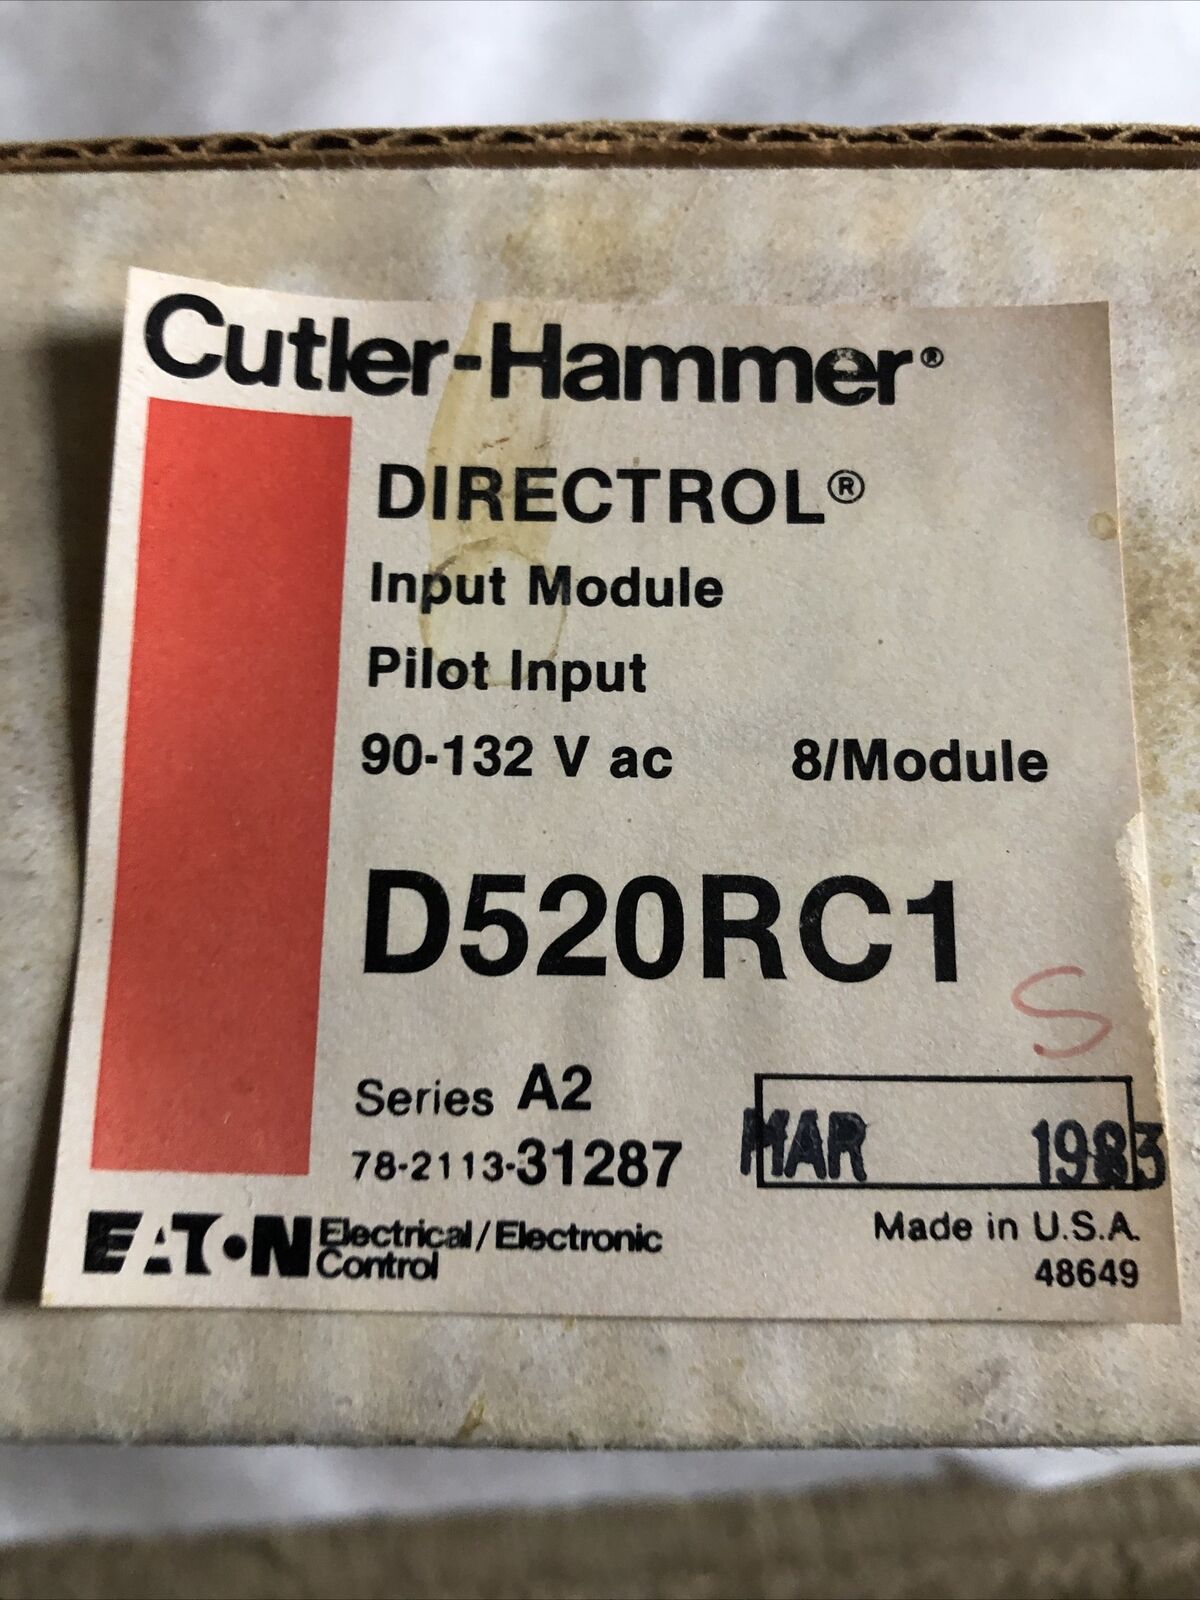 Cutler-Hammer®
DIRECTROL®
Input Module
Pilot Input
90-132 V ac 8/Module
D520RC1
S
Series A2
78-2113-31287
MAR 1983
EATON Electrical/Electronic
Control
Made in U.S.A.
48649